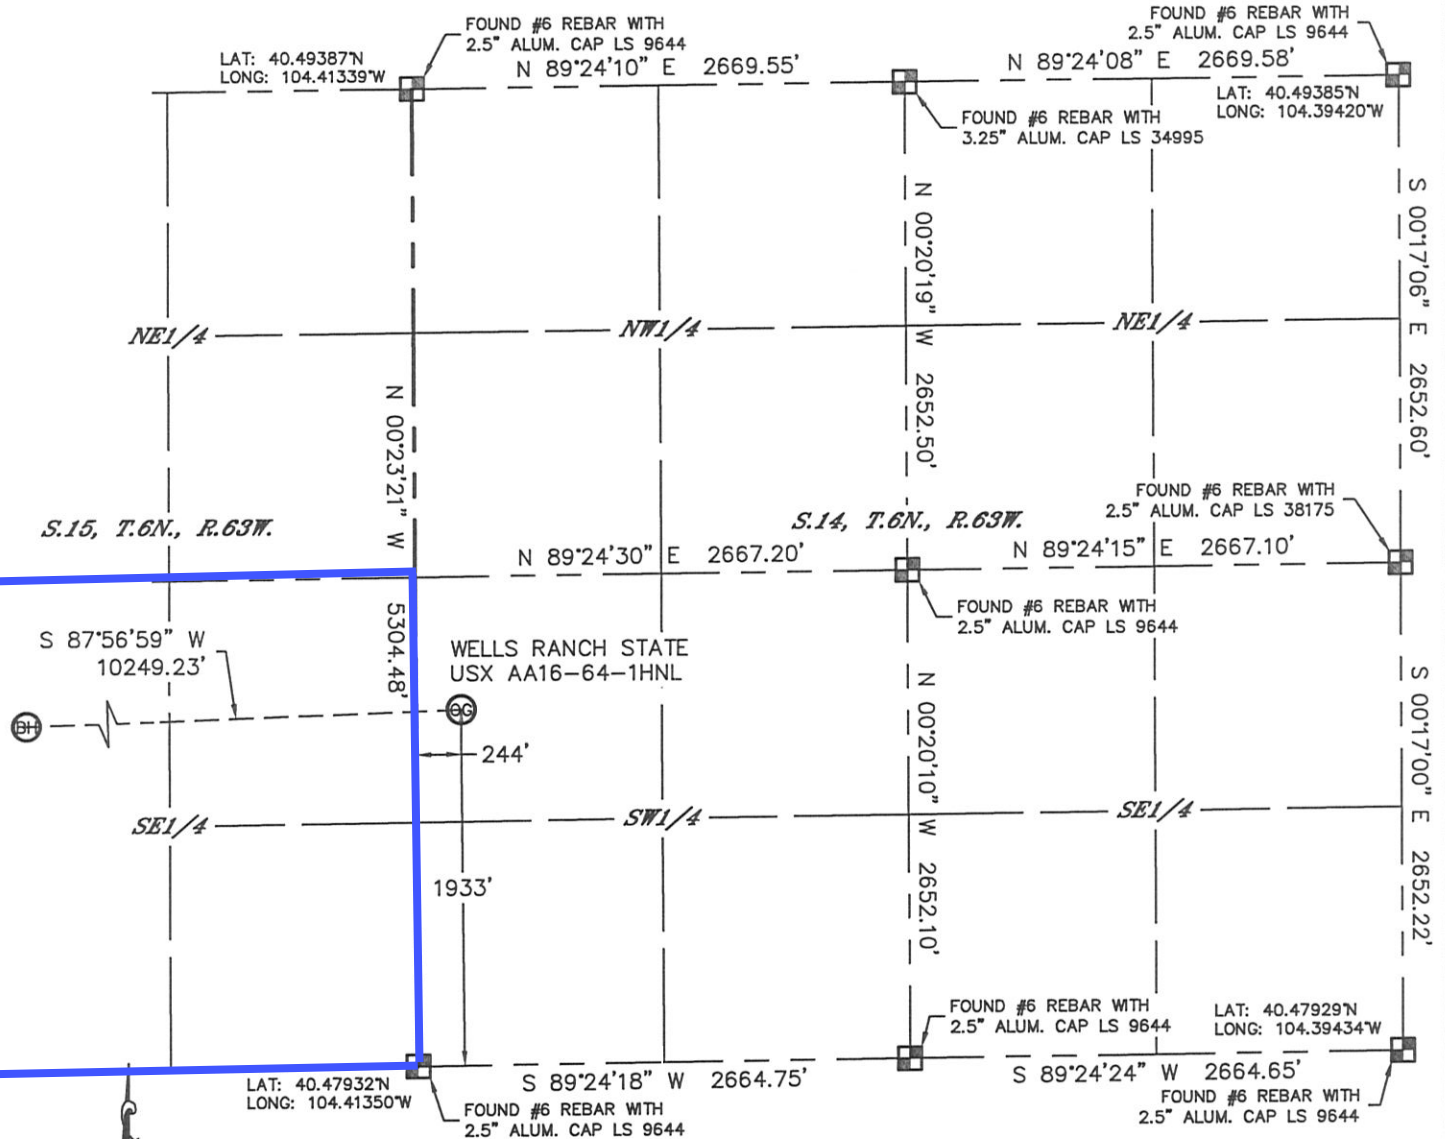 FOUND #6 REBAR WITH
2.5" ALUM. CAP LS 9644
FOUND #6 REBAR WITH
2.5" ALUM. CAP LS 9644
LAT: 40.49387°N
LONG: 104.41339°W
N 89°24'10" E 2669.55'
N 89°24'08" E 2669.58'
LAT: 40.49385°N
LONG: 104.39420°W
FOUND #6 REBAR WITH
3.25" ALUM. CAP LS 34995
N 00°20'19" W 2652.50'
S 00°17'06" E 2652.60'
NE1/4
NW1/4
NE1/4
N 00°23'21" W 5304.48'
S.15, T.6N., R.63W.
S.14, T.6N., R.63W.
FOUND #6 REBAR WITH
2.5" ALUM. CAP LS 38175
N 89°24'30" E 2667.20'
N 89°24'15" E 2667.10'
FOUND #6 REBAR WITH
2.5" ALUM. CAP LS 9644
S 87°56'59" W
10249.23'
WELLS RANCH STATE
USX AA16-64-1HNL
BH
OG
244'
N 00°20'10" W 2652.10'
S 00°17'00" E 2652.22'
SE1/4
SW1/4
SE1/4
1933'
FOUND #6 REBAR WITH
2.5" ALUM. CAP LS 9644
LAT: 40.47929°N
LONG: 104.39434°W
LAT: 40.47932°N
LONG: 104.41350°W
S 89°24'18" W 2664.75'
S 89°24'24" W 2664.65'
FOUND #6 REBAR WITH
2.5" ALUM. CAP LS 9644
FOUND #6 REBAR WITH
2.5" ALUM. CAP LS 9644